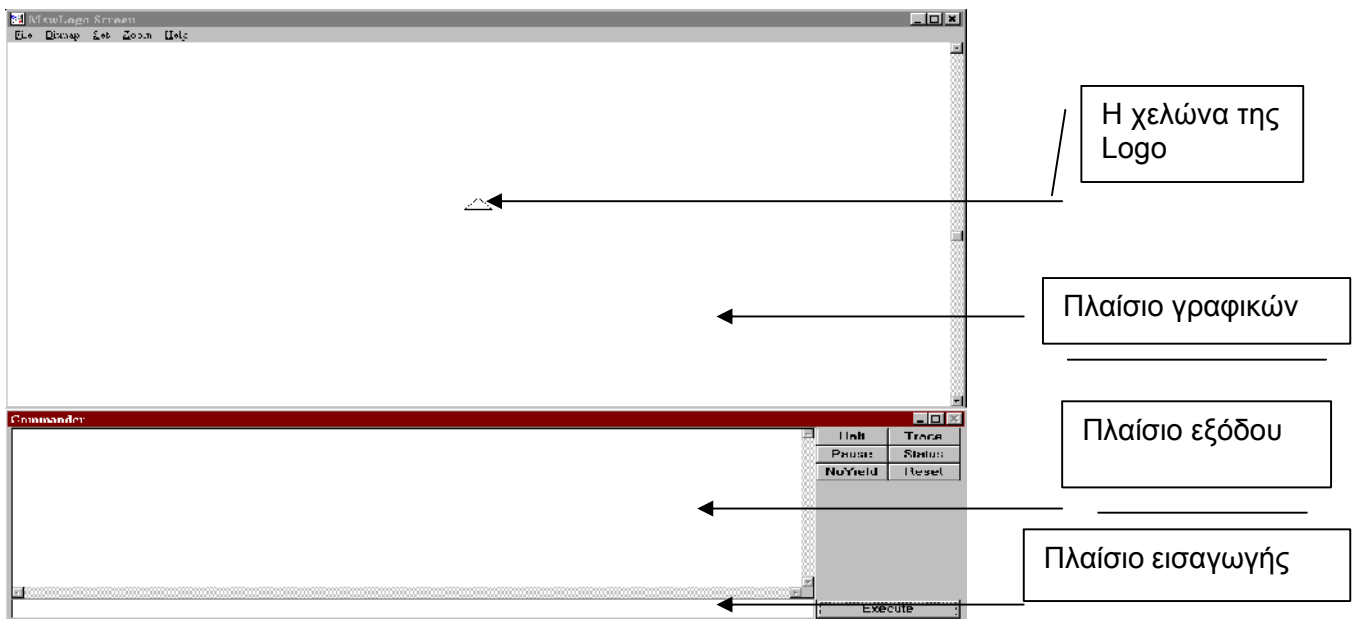 MswLogo Screen
File Bitmap Set Zoom Help
Η χελώνα της
Logo
Πλαίσιο γραφικών
Commander
Halt Trace
Pause Status
NoYield Reset
Πλαίσιο εξόδου
Πλαίσιο εισαγωγής
Execute